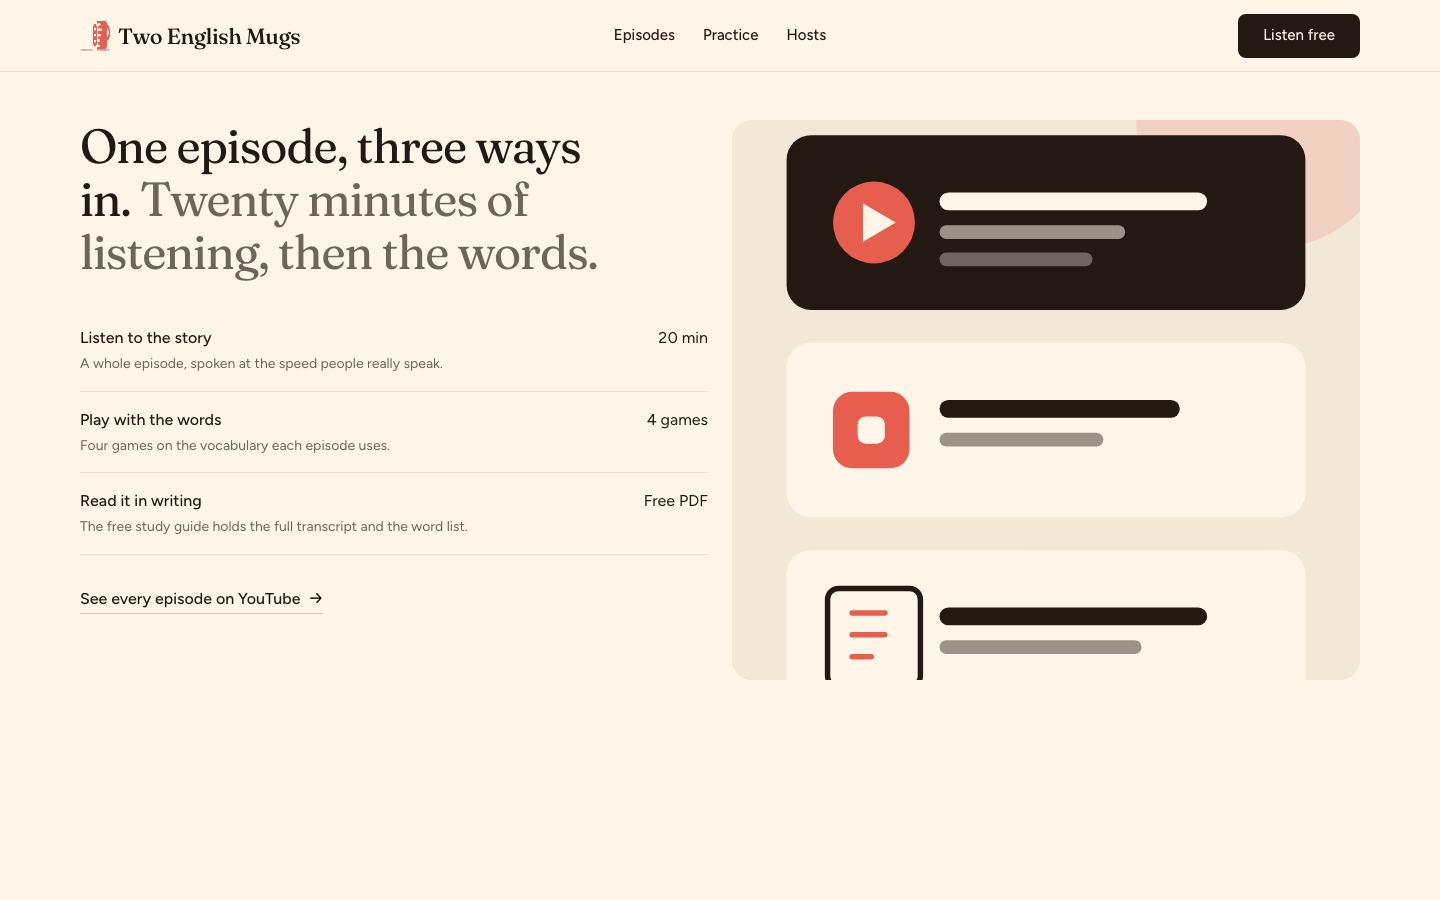 Two English Mugs
Episodes Practice Hosts
Listen free
One episode, three ways
in. Twenty minutes of
listening, then the words.
Listen to the story 20 min
A whole episode, spoken at the speed people really speak.
Play with the words 4 games
Four games on the vocabulary each episode uses.
Read it in writing Free PDF
The free study guide holds the full transcript and the word list.
See every episode on YouTube →